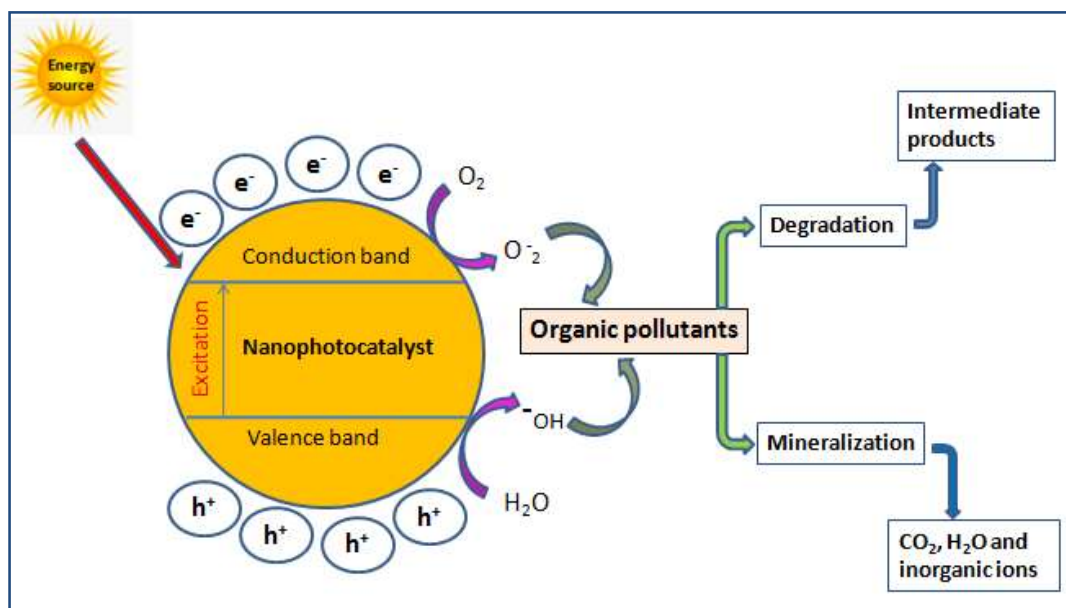 Energy
source
e⁻
e⁻
e⁻
e⁻
O₂
Conduction band
O⁻₂
Excitation
Nanophotocatalyst
Valence band
⁻OH
H₂O
h⁺
h⁺
h⁺
h⁺
Organic pollutants
Intermediate
products
Degradation
Mineralization
CO₂, H₂O and
inorganic ions